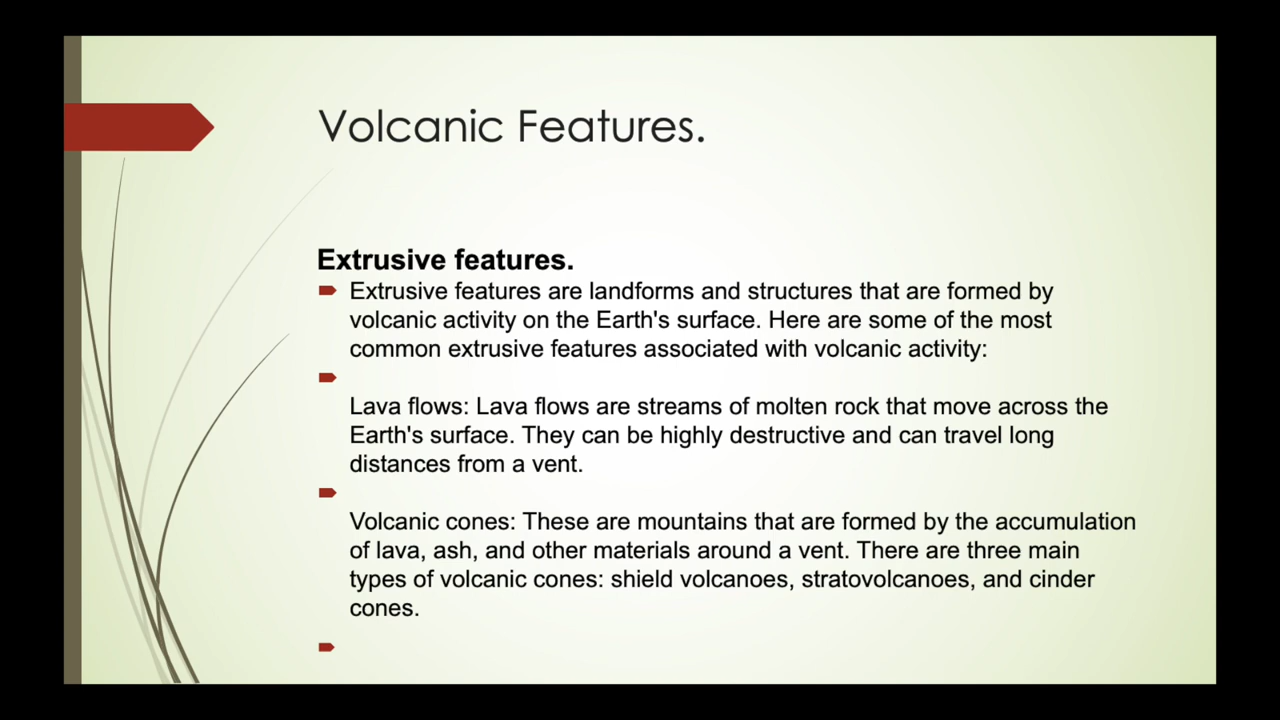 Volcanic Features.
Extrusive features.
Extrusive features are landforms and structures that are formed by
volcanic activity on the Earth's surface. Here are some of the most
common extrusive features associated with volcanic activity:
Lava flows: Lava flows are streams of molten rock that move across the
Earth's surface. They can be highly destructive and can travel long
distances from a vent.
Volcanic cones: These are mountains that are formed by the accumulation
of lava, ash, and other materials around a vent. There are three main
types of volcanic cones: shield volcanoes, stratovolcanoes, and cinder
cones.